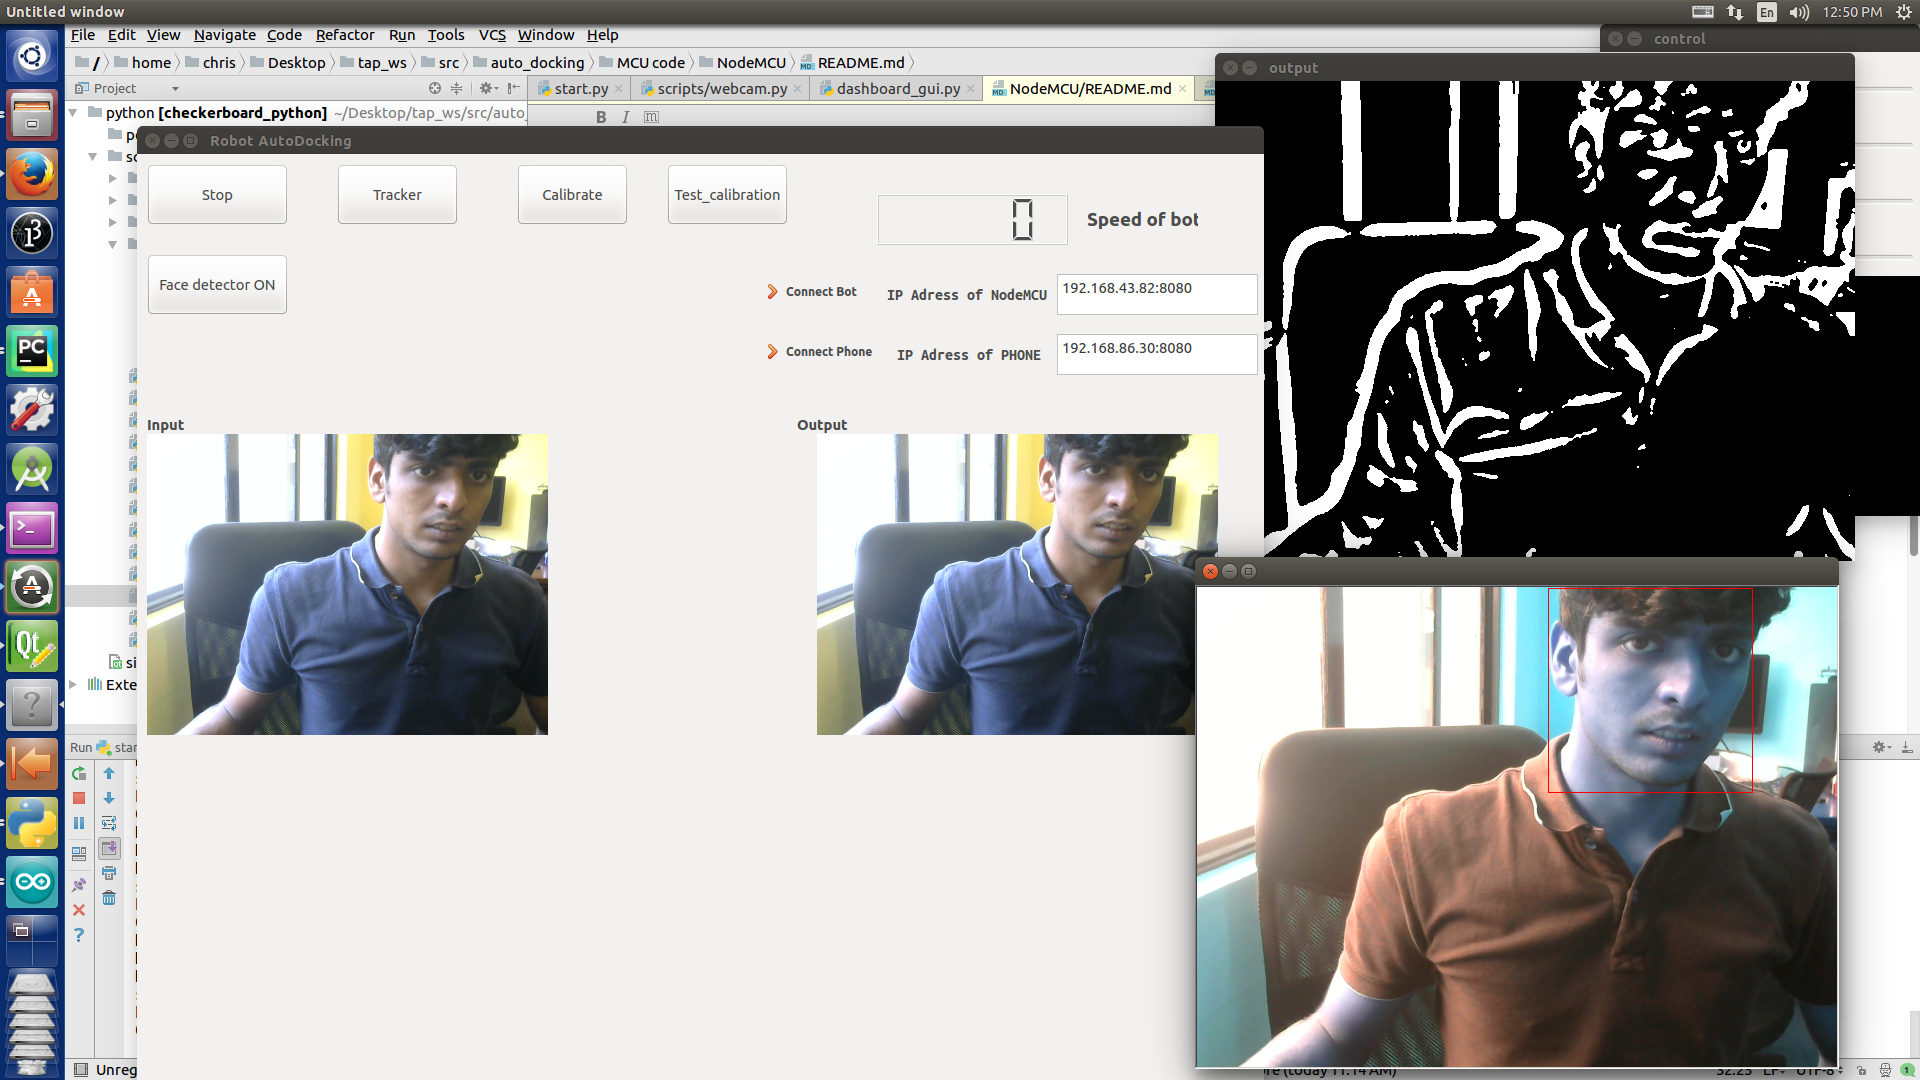 Untitled window
En
12:50 PM
File Edit View Navigate Code Refactor Run Tools VCS Window Help
control
/ home chris Desktop tap_ws src auto_docking MCU code NodeMCU README.md
output
Project
start.py scripts/webcam.py dashboard_gui.py NodeMCU/README.md
python [checkerboard_python] ~/Desktop/tap_ws/src/auto_
B I m
Robot AutoDocking
Stop Tracker Calibrate Test_calibration
0 Speed of bot
Face detector ON
Connect Bot IP Adress of NodeMCU 192.168.43.82:8080
Connect Phone IP Adress of PHONE 192.168.86.30:8080
Input Output
si
Exte
Run star
Unreg
(today 11:14 AM) 32:25 LF UTF-8 1